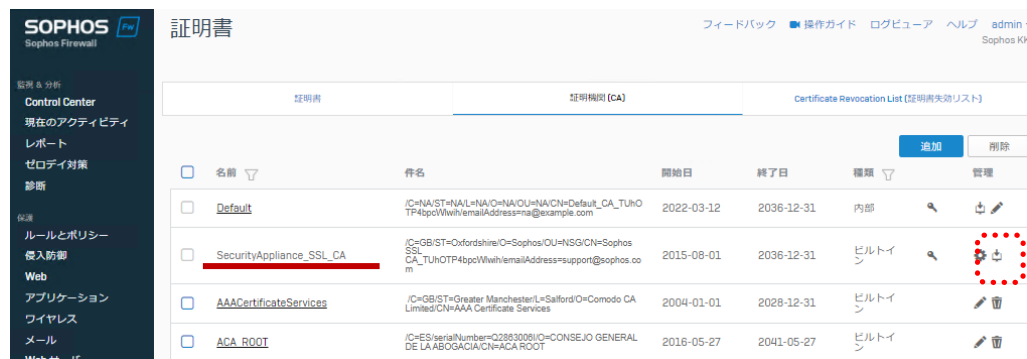 SOPHOS Fw
Sophos Firewall
証明書
フィードバック 操作ガイド ログビューア ヘルプ admin
Sophos KK
監視 & 分析
Control Center
現在のアクティビティ
レポート
ゼロデイ対策
診断
保護
ルールとポリシー
侵入防御
Web
アプリケーション
ワイヤレス
メール
証明書 証明機関 (CA) Certificate Revocation List (証明書失効リスト)
追加 削除
名前 件名 開始日 終了日 種類 管理
Default
/C=NA/ST=NA/L=NA/O=NA/OU=NA/CN=Default_CA_TUhO
TP4bpcWlwih/emailAddress=na@example.com
2022-03-12 2036-12-31 内部
SecurityAppliance_SSL_CA
/C=GB/ST=Oxfordshire/O=Sophos/OU=NSG/CN=Sophos
SSL
CA_TUhOTP4bpcWlwih/emailAddress=support@sophos.co
m
2015-08-01 2036-12-31 ビルトイ
ン
AAACertificateServices
/C=GB/ST=Greater Manchester/L=Salford/O=Comodo CA
Limited/CN=AAA Certificate Services
2004-01-01 2028-12-31 ビルトイ
ン
ACA_ROOT
/C=ES/serialNumber=Q2863006I/O=CONSEJO GENERAL
DE LA ABOGACIA/CN=ACA ROOT
2016-05-27 2041-05-27 ビルトイ
ン